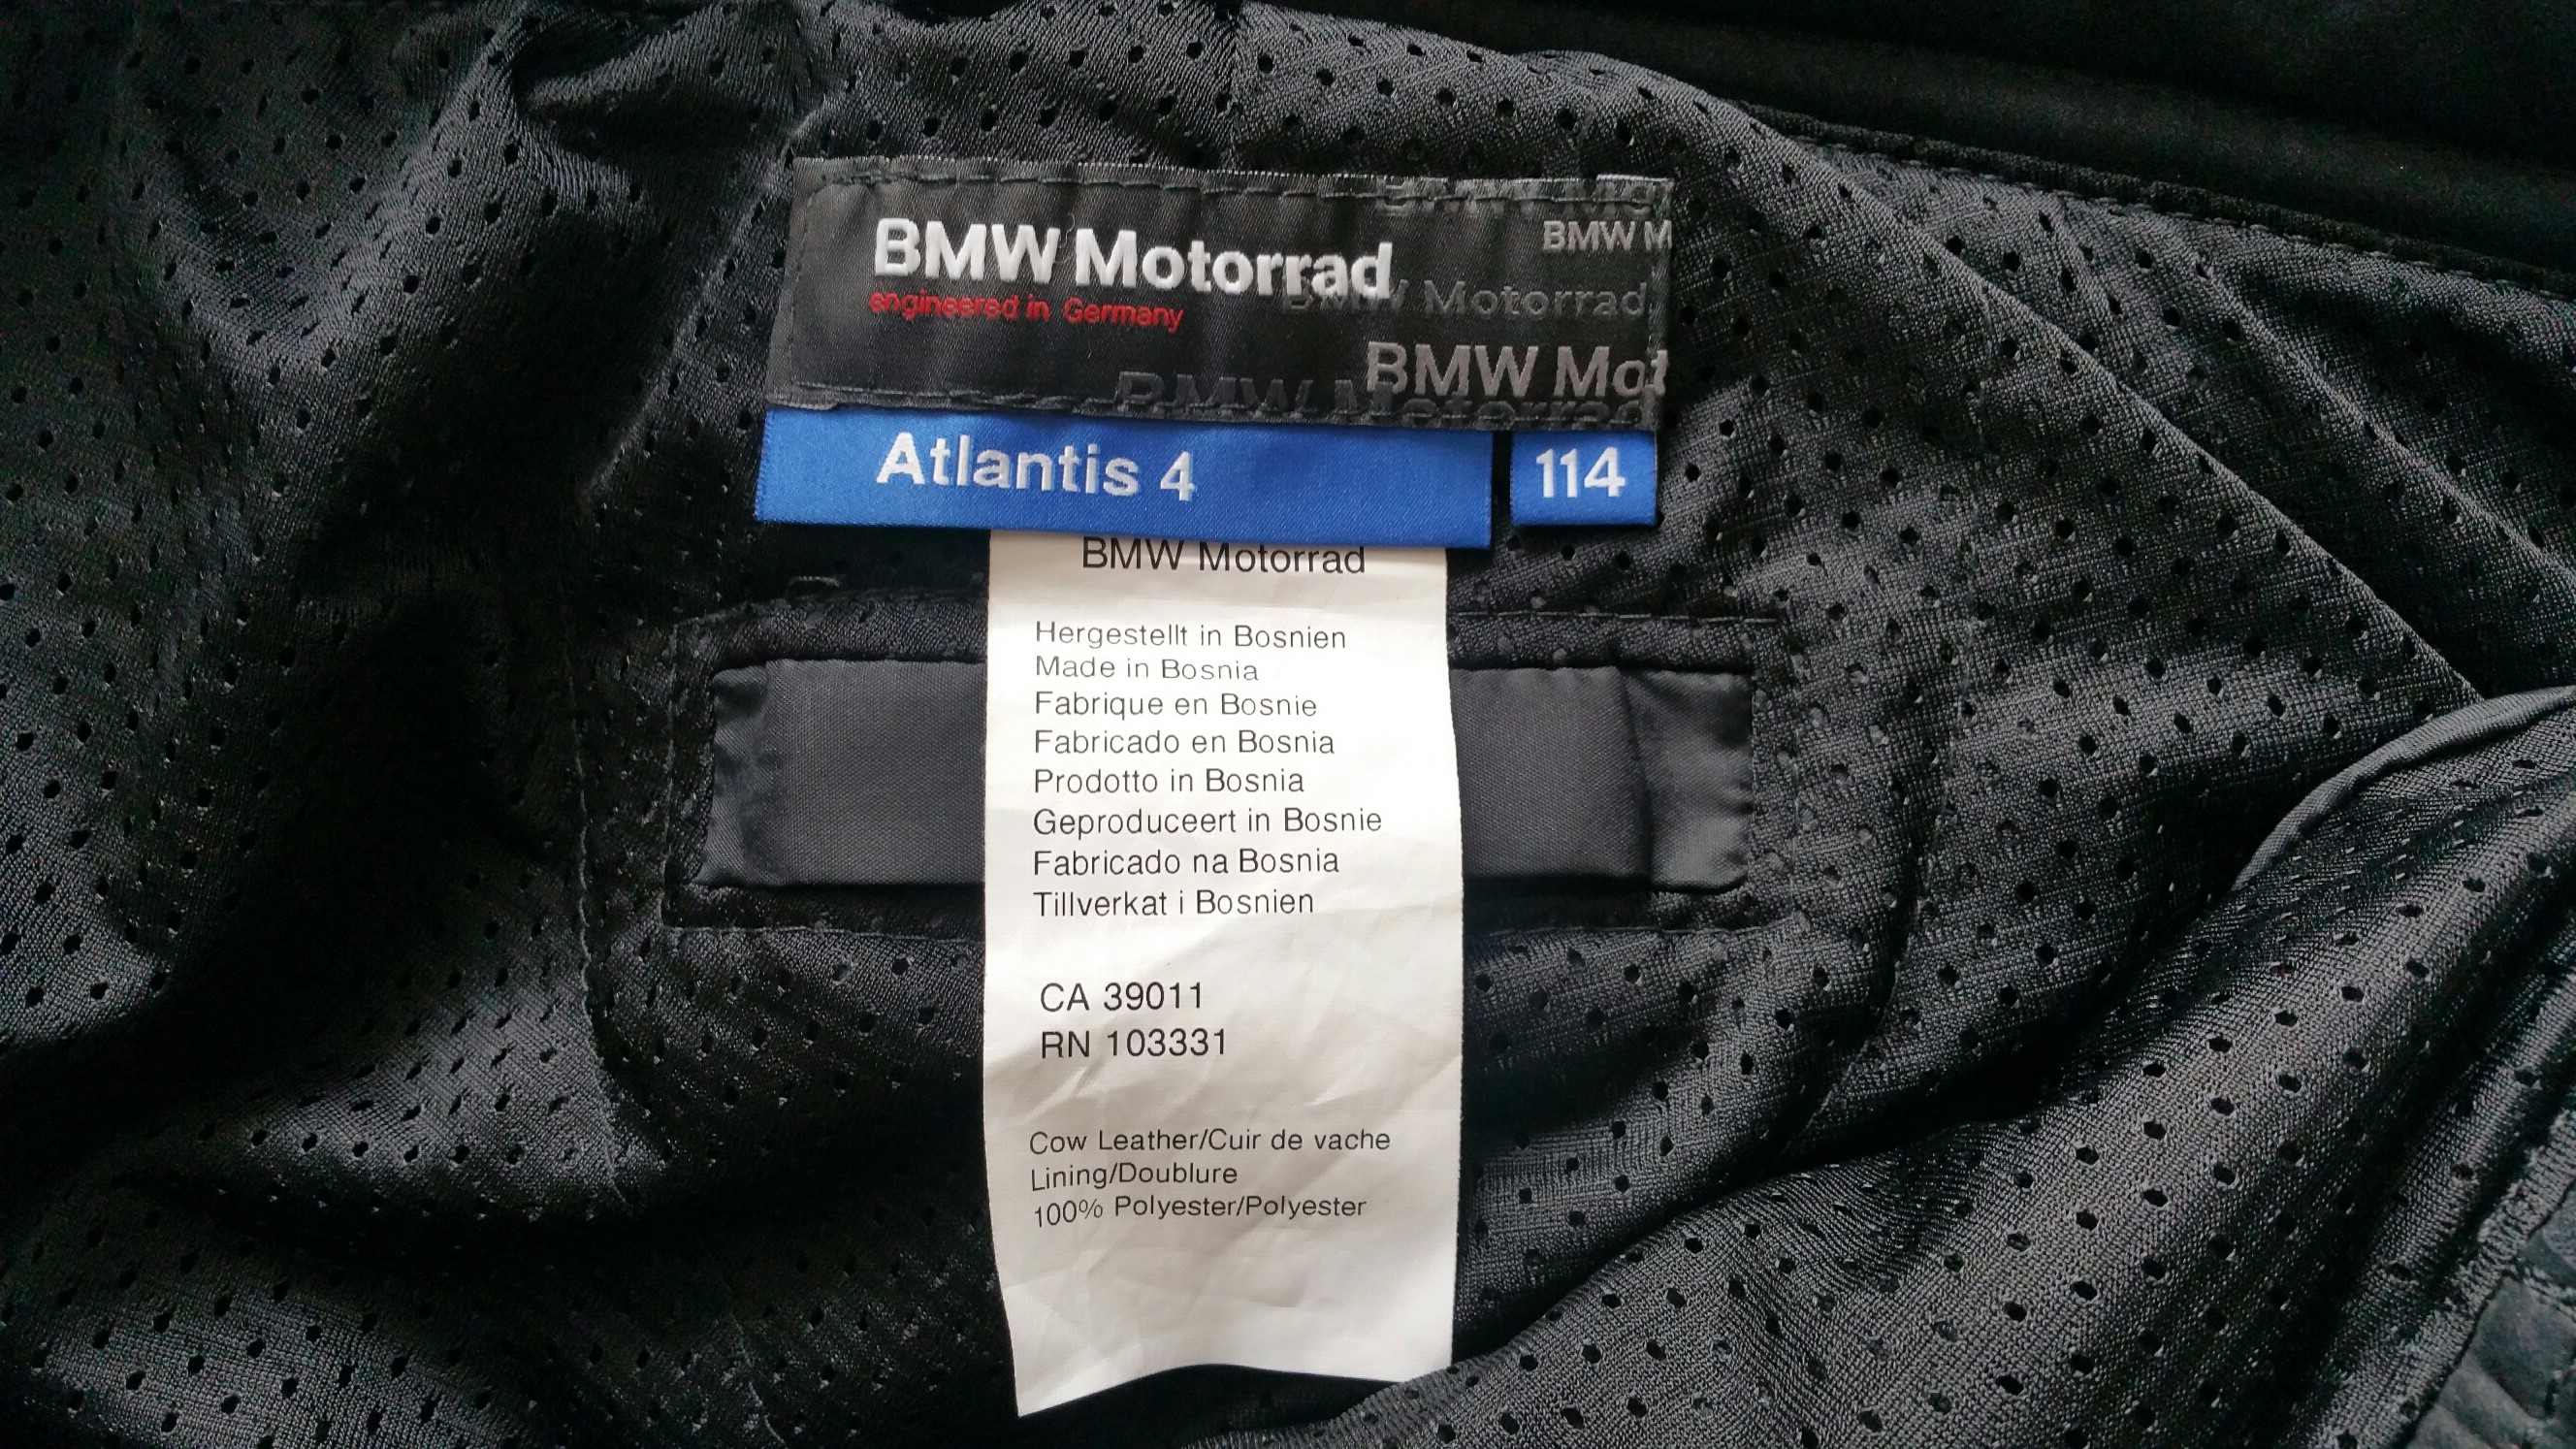 BMW Motorrad
engineered in Germany
BMW M
BMW Motorrad
BMW Mot
BMW Motorrad
Atlantis 4
114
BMW Motorrad
Hergestellt in Bosnien
Made in Bosnia
Fabrique en Bosnie
Fabricado en Bosnia
Prodotto in Bosnia
Geproduceert in Bosnie
Fabricado na Bosnia
Tillverkat i Bosnien
CA 39011
RN 103331
Cow Leather/Cuir de vache
Lining/Doublure
100% Polyester/Polyester